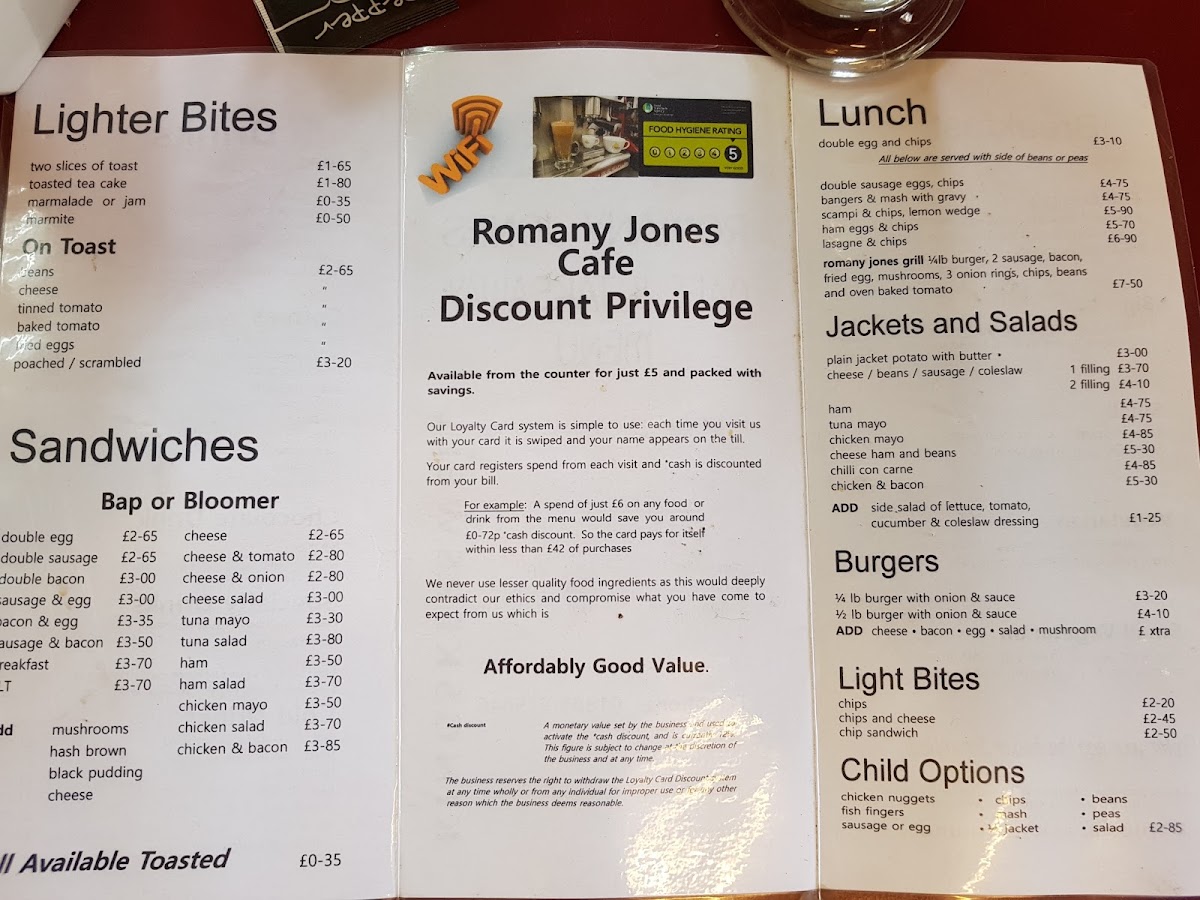 epper
Lighter Bites
two slices of toast £1-65
toasted tea cake £1-80
marmalade or jam £0-35
marmite £0-50
On Toast
beans £2-65
cheese "
tinned tomato "
baked tomato "
fried eggs "
poached / scrambled £3-20
Sandwiches
Bap or Bloomer
double egg £2-65 cheese £2-65
double sausage £2-65 cheese & tomato £2-80
double bacon £3-00 cheese & onion £2-80
sausage & egg £3-00 cheese salad £3-00
bacon & egg £3-35 tuna mayo £3-30
ausage & bacon £3-50 tuna salad £3-80
reakfast £3-70 ham £3-50
LT £3-70 ham salad £3-70
chicken mayo £3-50
dd mushrooms chicken salad £3-70
hash brown chicken & bacon £3-85
black pudding
cheese
ll Available Toasted £0-35
WiFi
FOOD HYGIENE RATING
0 1 2 3 4 5
VERY GOOD
Romany Jones
Cafe
Discount Privilege
Available from the counter for just £5 and packed with
savings.
Our Loyalty Card system is simple to use: each time you visit us
with your card it is swiped and your name appears on the till.
Your card registers spend from each visit and *cash is discounted
from your bill.
For example: A spend of just £6 on any food or
drink from the menu would save you around
£0-72p *cash discount. So the card pays for itself
within less than £42 of purchases
We never use lesser quality food ingredients as this would deeply
contradict our ethics and compromise what you have come to
expect from us which is
Affordably Good Value.
*Cash discount A monetary value set by the business and used to
activate the *cash discount, and is currently
This figure is subject to change at the discretion of
the business and at any time.
The business reserves the right to withdraw the Loyalty Card Discount
at any time wholly or from any individual for improper use or for any other
reason which the business deems reasonable.
Lunch
double egg and chips £3-10
All below are served with side of beans or peas
double sausage eggs, chips £4-75
bangers & mash with gravy £4-75
scampi & chips, lemon wedge £5-90
ham eggs & chips £5-70
lasagne & chips £6-90
romany jones grill ¼lb burger, 2 sausage, bacon,
fried egg, mushrooms, 3 onion rings, chips, beans
and oven baked tomato £7-50
Jackets and Salads
plain jacket potato with butter • £3-00
cheese / beans / sausage / coleslaw 1 filling £3-70
2 filling £4-10
ham £4-75
tuna mayo £4-75
chicken mayo £4-85
cheese ham and beans £5-30
chilli con carne £4-85
chicken & bacon £5-30
ADD side salad of lettuce, tomato,
cucumber & coleslaw dressing £1-25
Burgers
¼ lb burger with onion & sauce £3-20
½ lb burger with onion & sauce £4-10
ADD cheese • bacon • egg • salad • mushroom £ xtra
Light Bites
chips £2-20
chips and cheese £2-45
chip sandwich £2-50
Child Options
chicken nuggets • chips • beans
fish fingers • mash • peas
sausage or egg • ½ jacket • salad £2-85